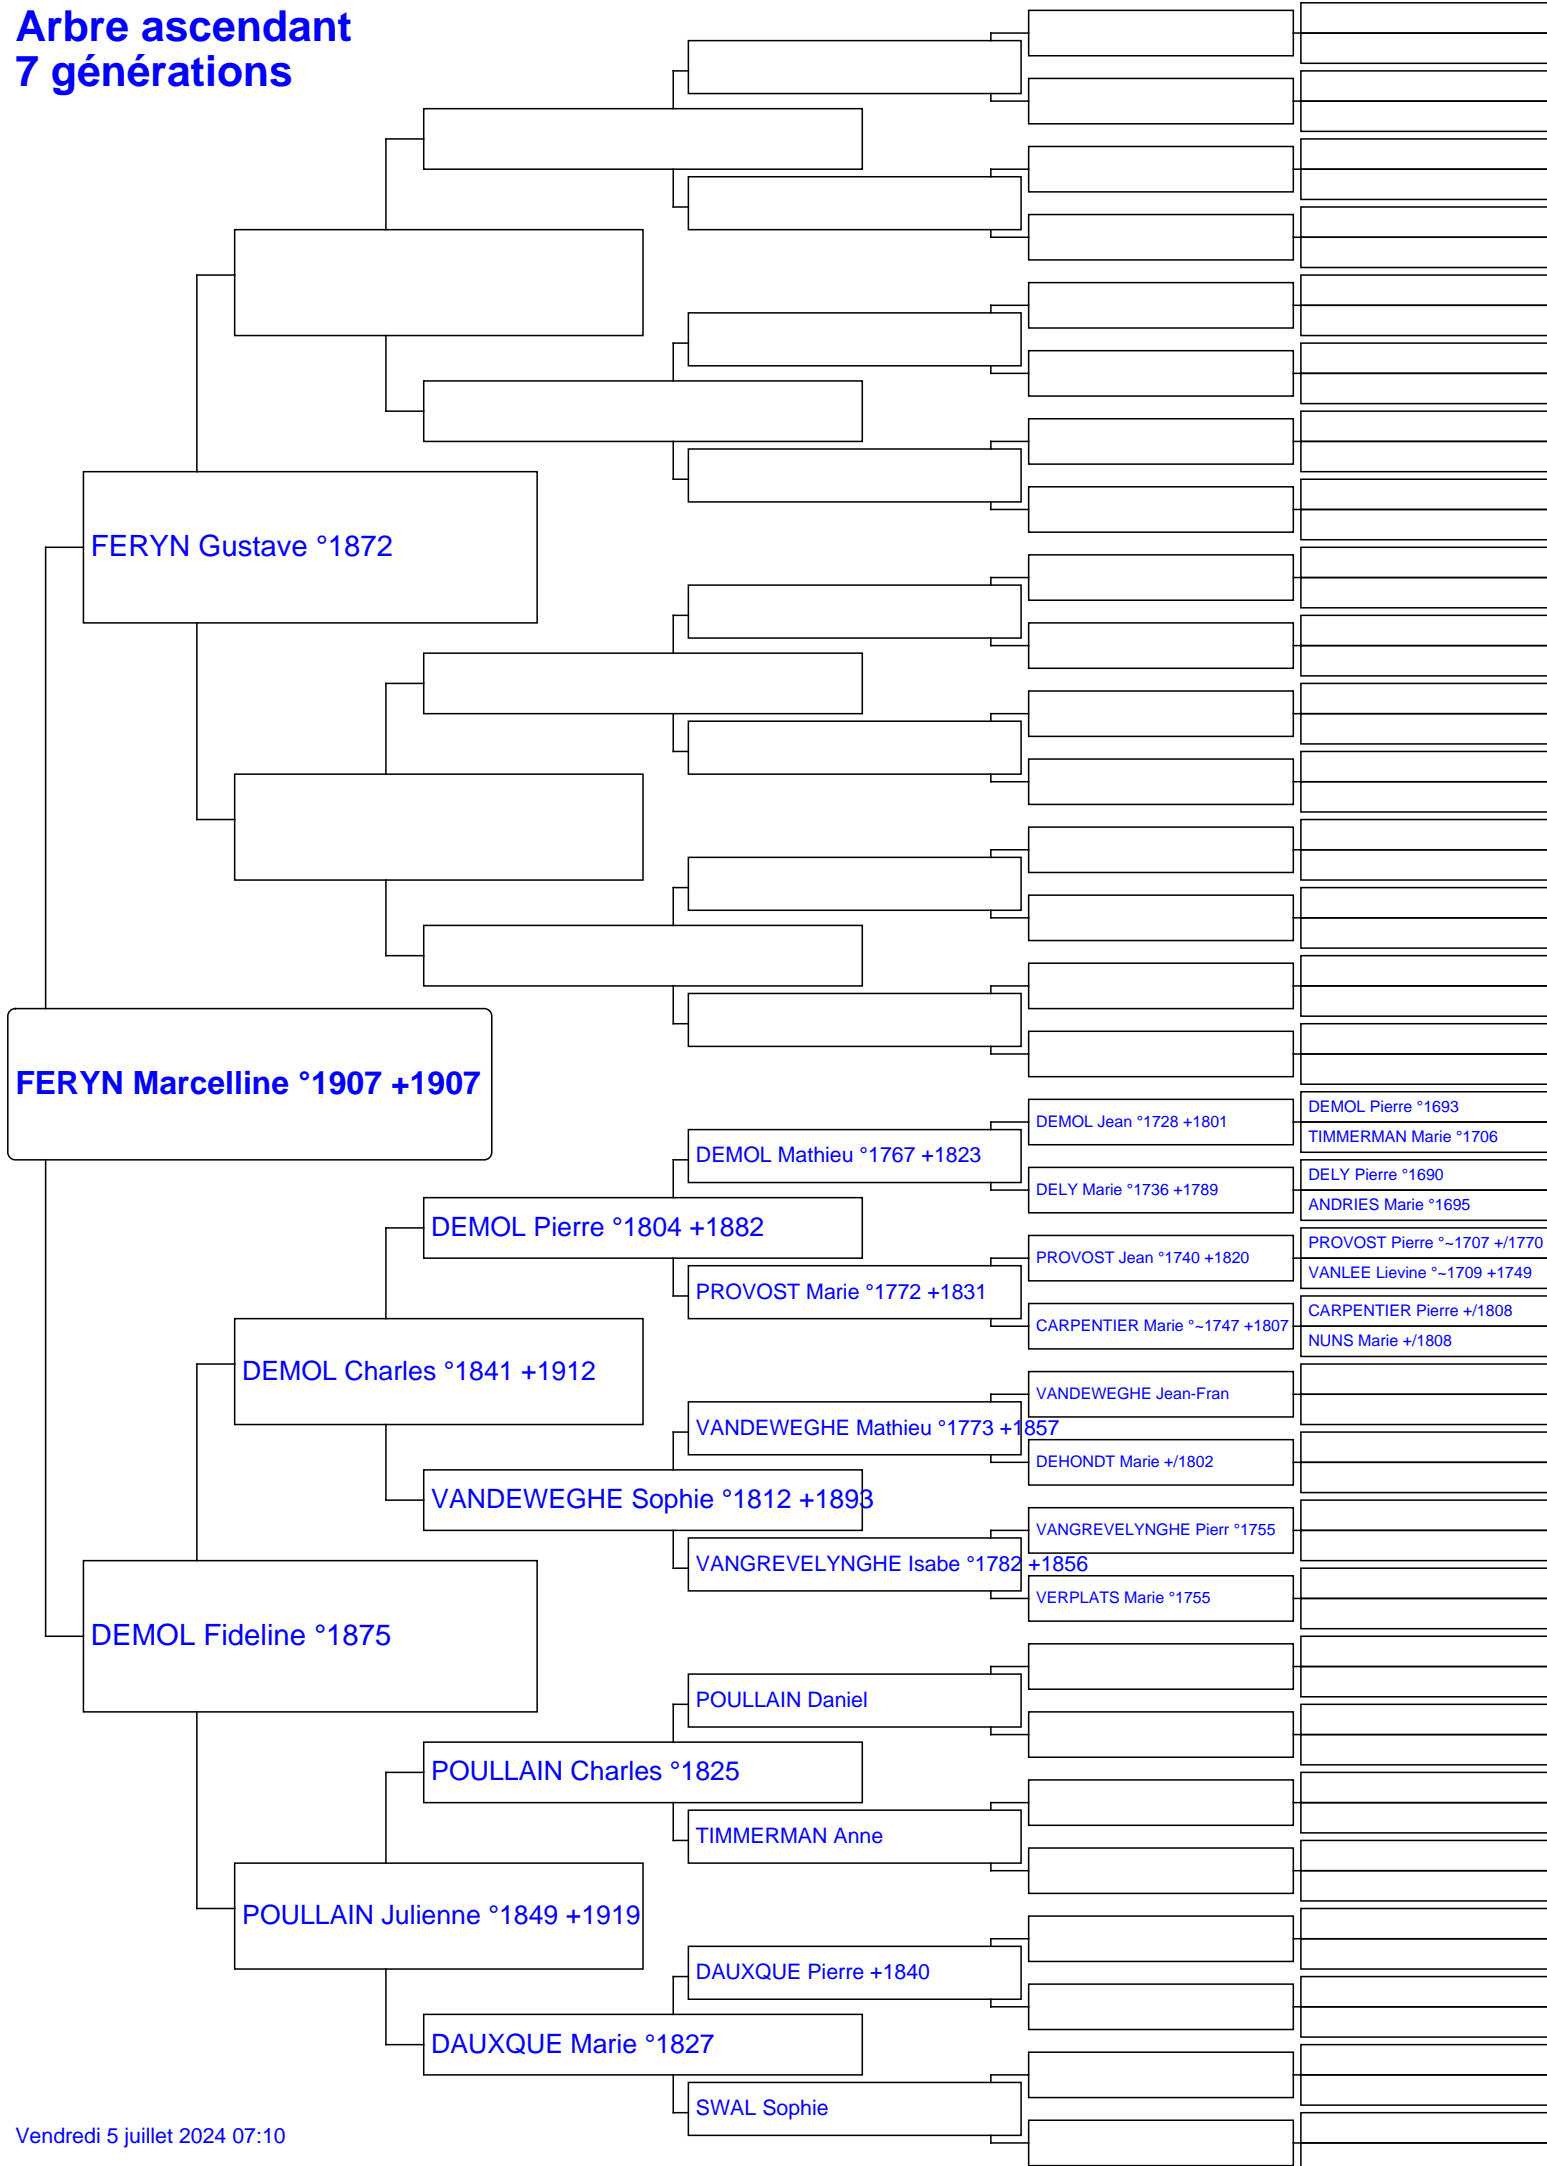 Arbre ascendant
7 générations
FERYN Gustave °1872
FERYN Marcelline °1907 +1907
DEMOL Pierre °1693
DEMOL Jean °1728 +1801
TIMMERMAN Marie °1706
DEMOL Mathieu °1767 +1823
DELY Pierre °1690
DELY Marie °1736 +1789
ANDRIES Marie °1695
DEMOL Pierre °1804 +1882
PROVOST Pierre °~1707 +/1770
PROVOST Jean °1740 +1820
VANLEE Lievine °~1709 +1749
PROVOST Marie °1772 +1831
CARPENTIER Pierre +/1808
CARPENTIER Marie °~1747 +1807
NUNS Marie +/1808
DEMOL Charles °1841 +1912
VANDEWEGHE Jean-Fran
VANDEWEGHE Mathieu °1773 +1857
DEHONDT Marie +/1802
VANDEWEGHE Sophie °1812 +1893
VANGREVELYNGHE Pierr °1755
VANGREVELYNGHE Isabe °1782 +1856
VERPLATS Marie °1755
DEMOL Fideline °1875
POULLAIN Daniel
POULLAIN Charles °1825
TIMMERMAN Anne
POULLAIN Julienne °1849 +1919
DAUXQUE Pierre +1840
DAUXQUE Marie °1827
SWAL Sophie
Vendredi 5 juillet 2024 07:10